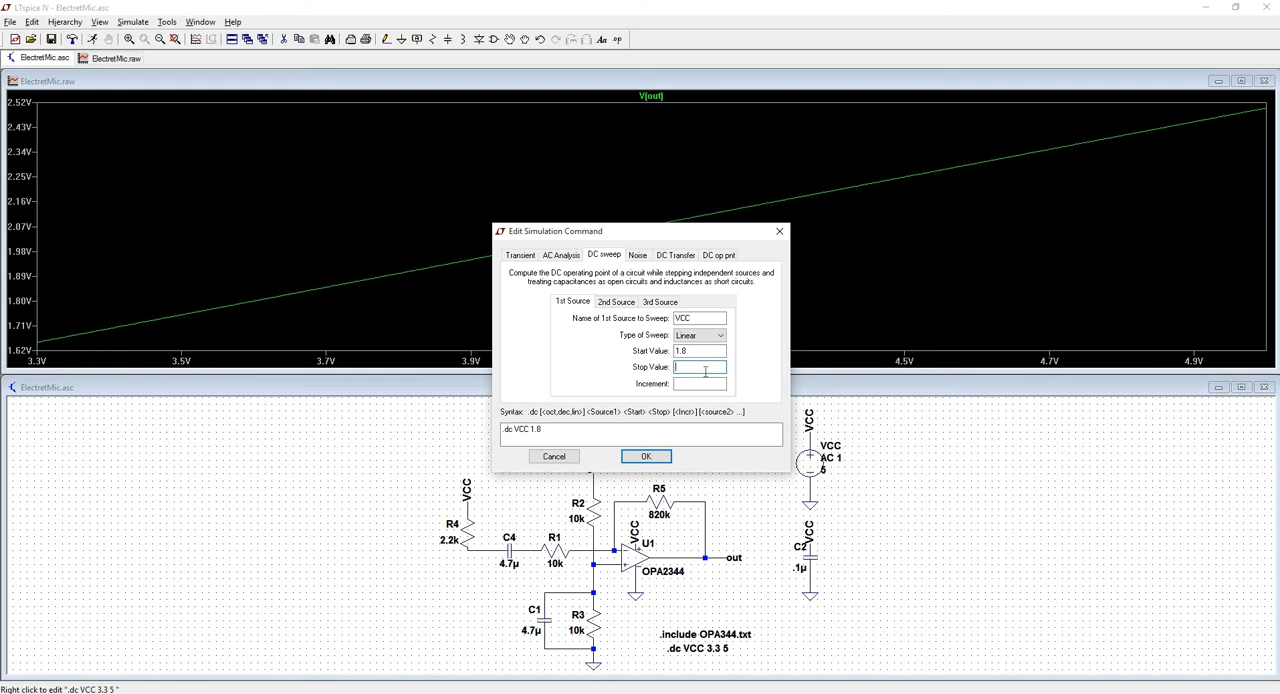 LTspice IV - ElectretMic.asc
File Edit Hierarchy View Simulate Tools Window Help
ElectretMic.asc ElectretMic.raw
ElectretMic.raw
V[out]
2.52V
2.43V
2.34V
2.25V
2.16V
2.07V
1.98V
1.89V
1.80V
1.71V
1.62V
3.3V 3.5V 3.7V 3.9V 4.5V 4.7V 4.9V
Edit Simulation Command
Transient AC Analysis DC sweep Noise DC Transfer DC op pnt
Compute the DC operating point of a circuit while stepping independent sources and
treating capacitances as open circuits and inductances as short circuits.
1st Source 2nd Source 3rd Source
Name of 1st Source to Sweep: VCC
Type of Sweep: Linear
Start Value: 1.8
Stop Value:
Increment:
Syntax: .dc [<oct,dec,lin>] <Source1> <Start> <Stop> [<Incr>] [<source2> ...]
.dc VCC 1.8
Cancel OK
ElectretMic.asc
VCC
VCC
AC 1
5
VCC
R4
2.2k
C4
4.7µ
R1
10k
R2
10k
R5
820k
VCC
U1
OPA2344
out
VCC
C2
.1µ
C1
4.7µ
R3
10k
.include OPA344.txt
.dc VCC 3.3 5
Right click to edit ".dc VCC 3.3 5 "